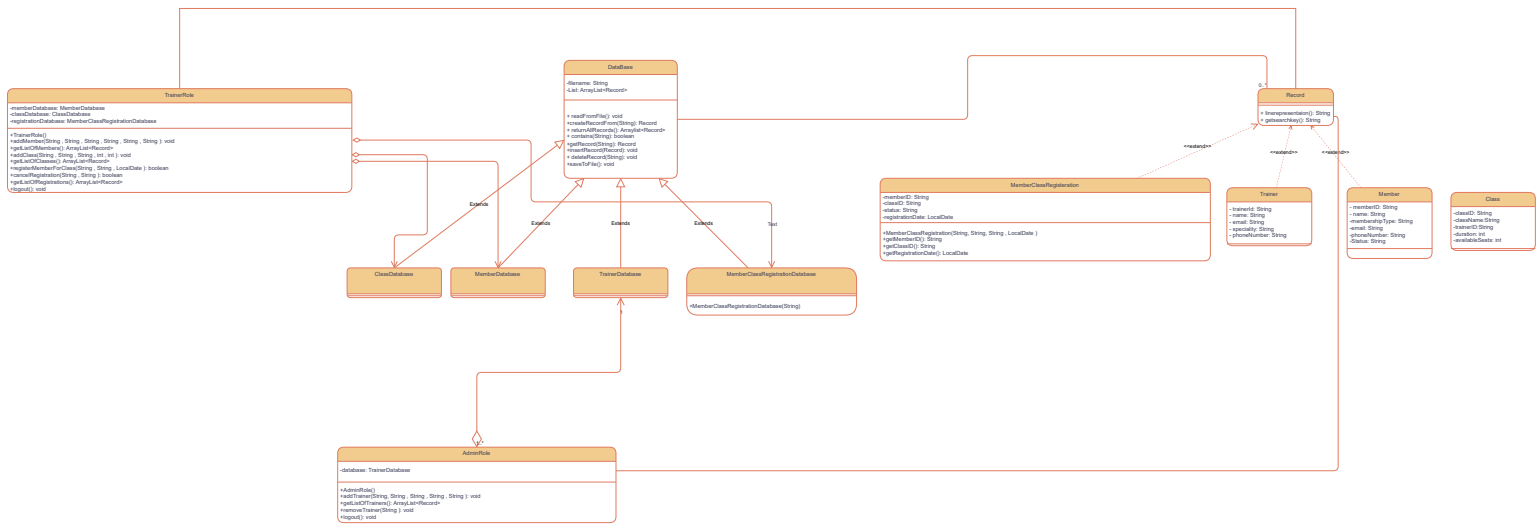 DataBase
-filename: String
-List: ArrayList<Record>
+ readFromFile(): void
+createRecordFrom(String): Record
+ returnAllRecords(): Arraylist<Record>
+ contains(String): boolean
+getRecord(String): Record
+insertRecord(Record): void
+ deleteRecord(String): void
+saveToFile(): void
TrainerRole
-memberDatabase: MemberDatabase
-classDatabase: ClassDatabase
-registrationDatabase: MemberClassRegistrationDatabase
+TrainerRole()
+addMember(String , String , String , String , String , String ): void
+getListOfMembers(): ArrayList<Record>
+addClass(String , String , String , int , int ): void
+getListOfClasses(): ArrayList<Record>
+registerMemberForClass(String , String , LocalDate ): boolean
+cancelRegistration(String , String ): boolean
+getListOfRegistrations(): ArrayList<Record>
+logout(): void
Record
+ linerepresentaion(): String
+ getsearchkey(): String
<<extend>>
<<extend>>
<<extend>>
MemberClassRegisteration
-memberID: String
-classID: String
-status: String
-registrationDate: LocalDate
+MemberClassRegistration(String, String, String , LocalDate )
+getMemberID(): String
+getClassID(): String
+getRegistrationDate(): LocalDate
Trainer
- trainerId: String
- name: String
- email: String
- speciality: String
- phoneNumber: String
Member
- memberID: String
- name: String
-membershipType: String
-email: String
-phoneNumber: String
-Status: String
Class
-classID: String
-className:String
-trainerID:String
-duration: int
-availableSeats: int
Extends
Extends
Extends
Extends
Text
ClassDatabase
MemberDatabase
TrainerDatabase
MemberClassRegistrationDatabase
+MemberClassRegistrationDatabase(String)
AdminRole
-database: TrainerDatabase
+AdminRole()
+addTrainer(String, String , String , String , String ): void
+getListOfTrainers(): ArrayList<Record>
+removeTrainer(String ): void
+logout(): void